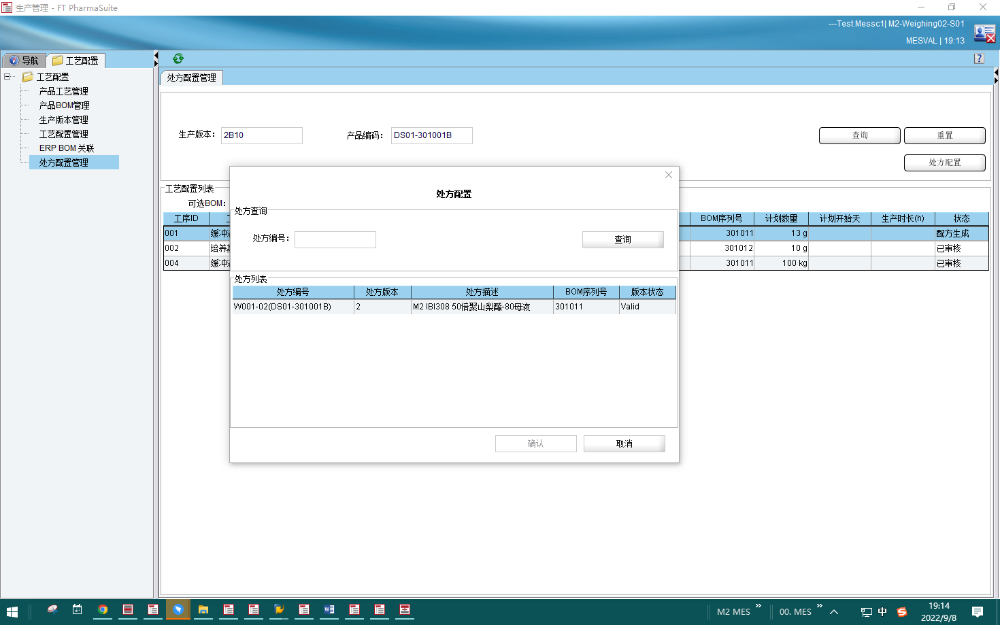 生产管理 - FT PharmaSuite
---Test.Messc1| M2-Weighing02-S01
MESVAL | 19:13
导航
工艺配置
工艺配置
产品工艺管理
产品BOM管理
生产版本管理
工艺配置管理
ERP BOM 关联
处方配置管理
?
处方配置管理
生产版本: 2B10 产品编码: DS01-301001B 查询 重置
处方配置
工艺配置列表
可选BOM:
工序ID BOM序列号 计划数量 计划开始天 生产时长(h) 状态
001 缓冲 301011 13 g 配方生成
002 培养 301012 10 g 已审核
004 缓冲 301011 100 kg 已审核
处方配置
处方查询
处方编号: 查询
处方列表
处方编号 处方版本 处方描述 BOM序列号 版本状态
W001-02(DS01-301001B) 2 M2 IBI308 50倍聚山梨酯-80母液 301011 Valid
确认 取消
M2 MES 00. MES 中 19:14
2022/9/8